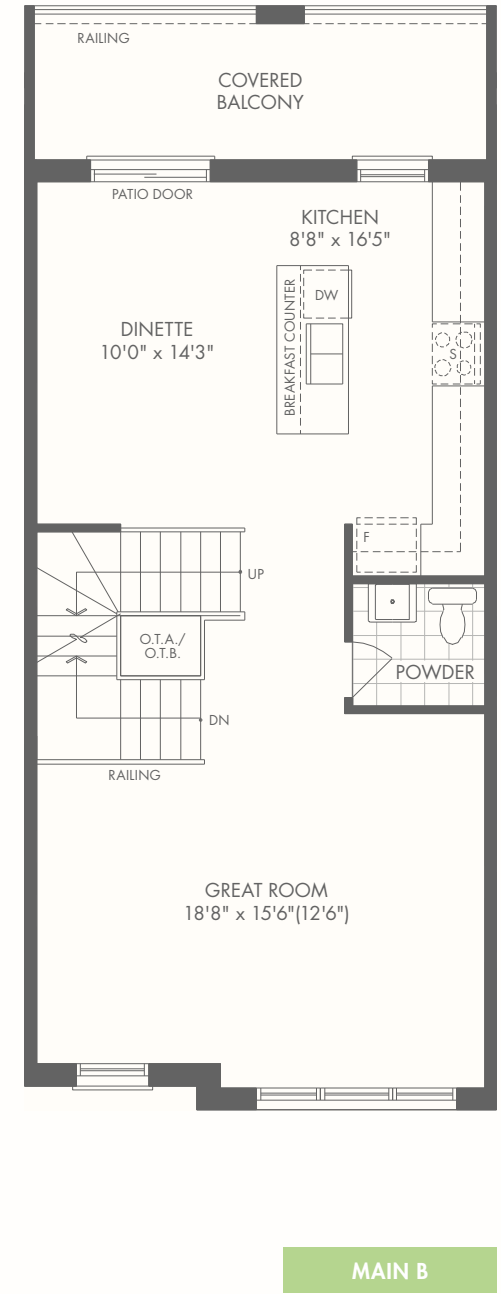 RAILING
COVERED
BALCONY
PATIO DOOR
KITCHEN
8'8" x 16'5"
DW
BREAKFAST COUNTER
DINETTE
10'0" x 14'3"
S
F
UP
O.T.A./
O.T.B.
POWDER
DN
RAILING
GREAT ROOM
18'8" x 15'6"(12'6")
MAIN B